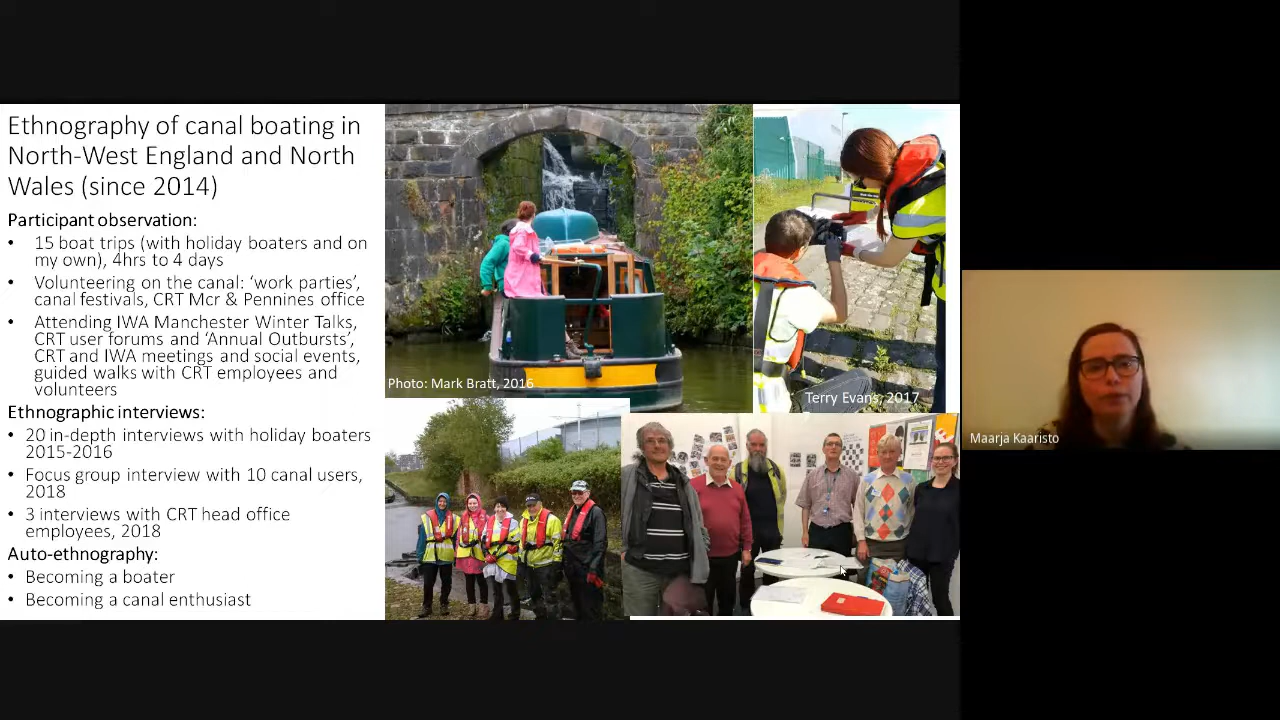 Ethnography of canal boating in
North-West England and North
Wales (since 2014)
Participant observation:
• 15 boat trips (with holiday boaters and on
my own), 4hrs to 4 days
• Volunteering on the canal: ‘work parties’,
canal festivals, CRT Mcr & Pennines office
• Attending IWA Manchester Winter Talks,
CRT user forums and ‘Annual Outbursts’,
CRT and IWA meetings and social events,
guided walks with CRT employees and
volunteers
Ethnographic interviews:
• 20 in-depth interviews with holiday boaters
2015-2016
• Focus group interview with 10 canal users,
2018
• 3 interviews with CRT head office
employees, 2018
Auto-ethnography:
• Becoming a boater
• Becoming a canal enthusiast
Photo: Mark Bratt, 2016
Terry Evans, 2017
Maarja Kaaristo